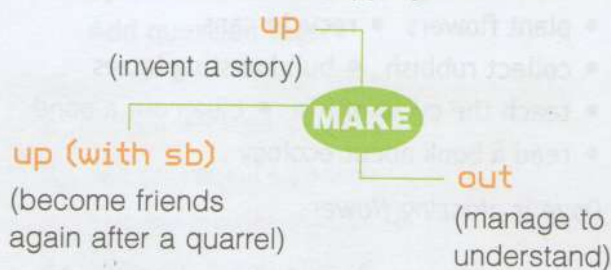 up
(invent a story)
MAKE
up (with sb)
(become friends
again after a quarrel)
out
(manage to
understand)